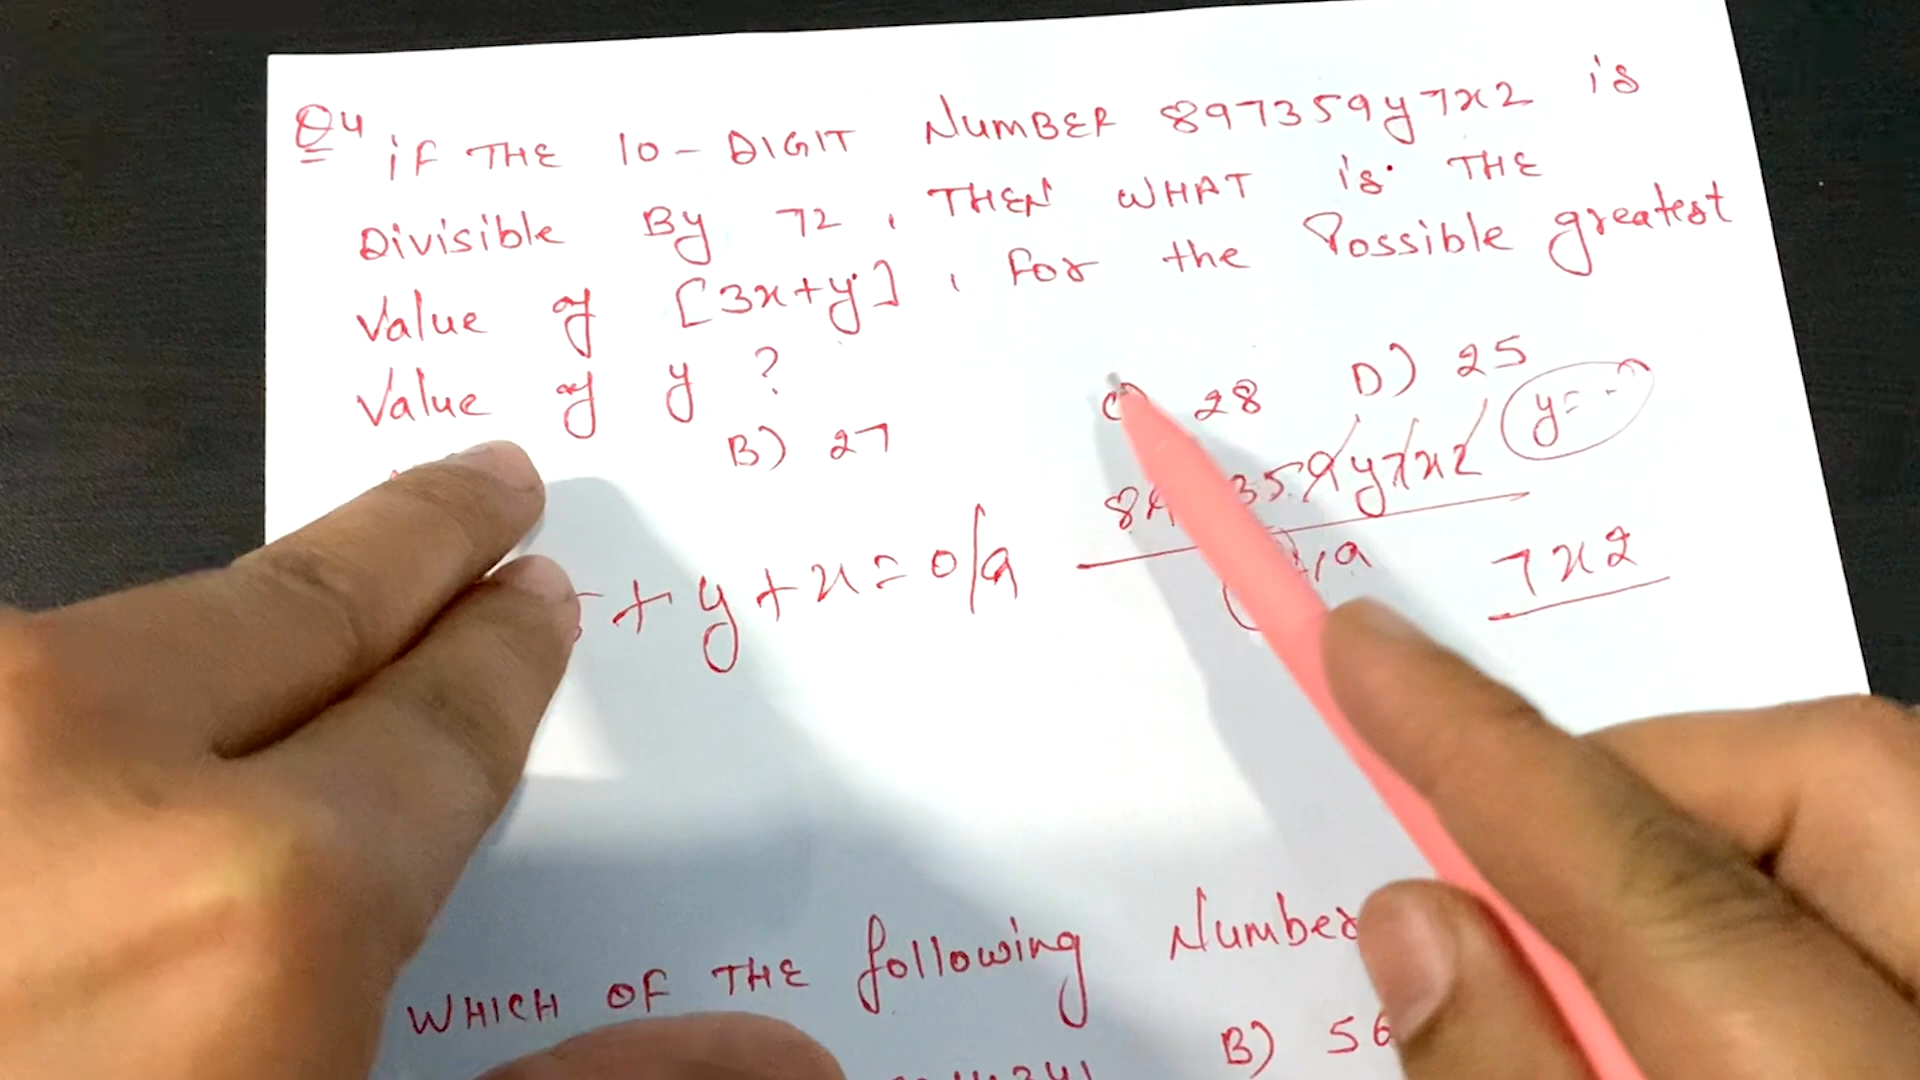 Q4 iF THE 10-DIGIT NUMBER 897359y7x2 is
Divisible By 72, THEN WHAT is THE
Value of [3x+y], For the Possible greatest
Value of y ?
B) 27 C) 28 D) 25
y=
359y7x2
+y+x=0/9
7x2
WHICH OF THE following Number
B) 56